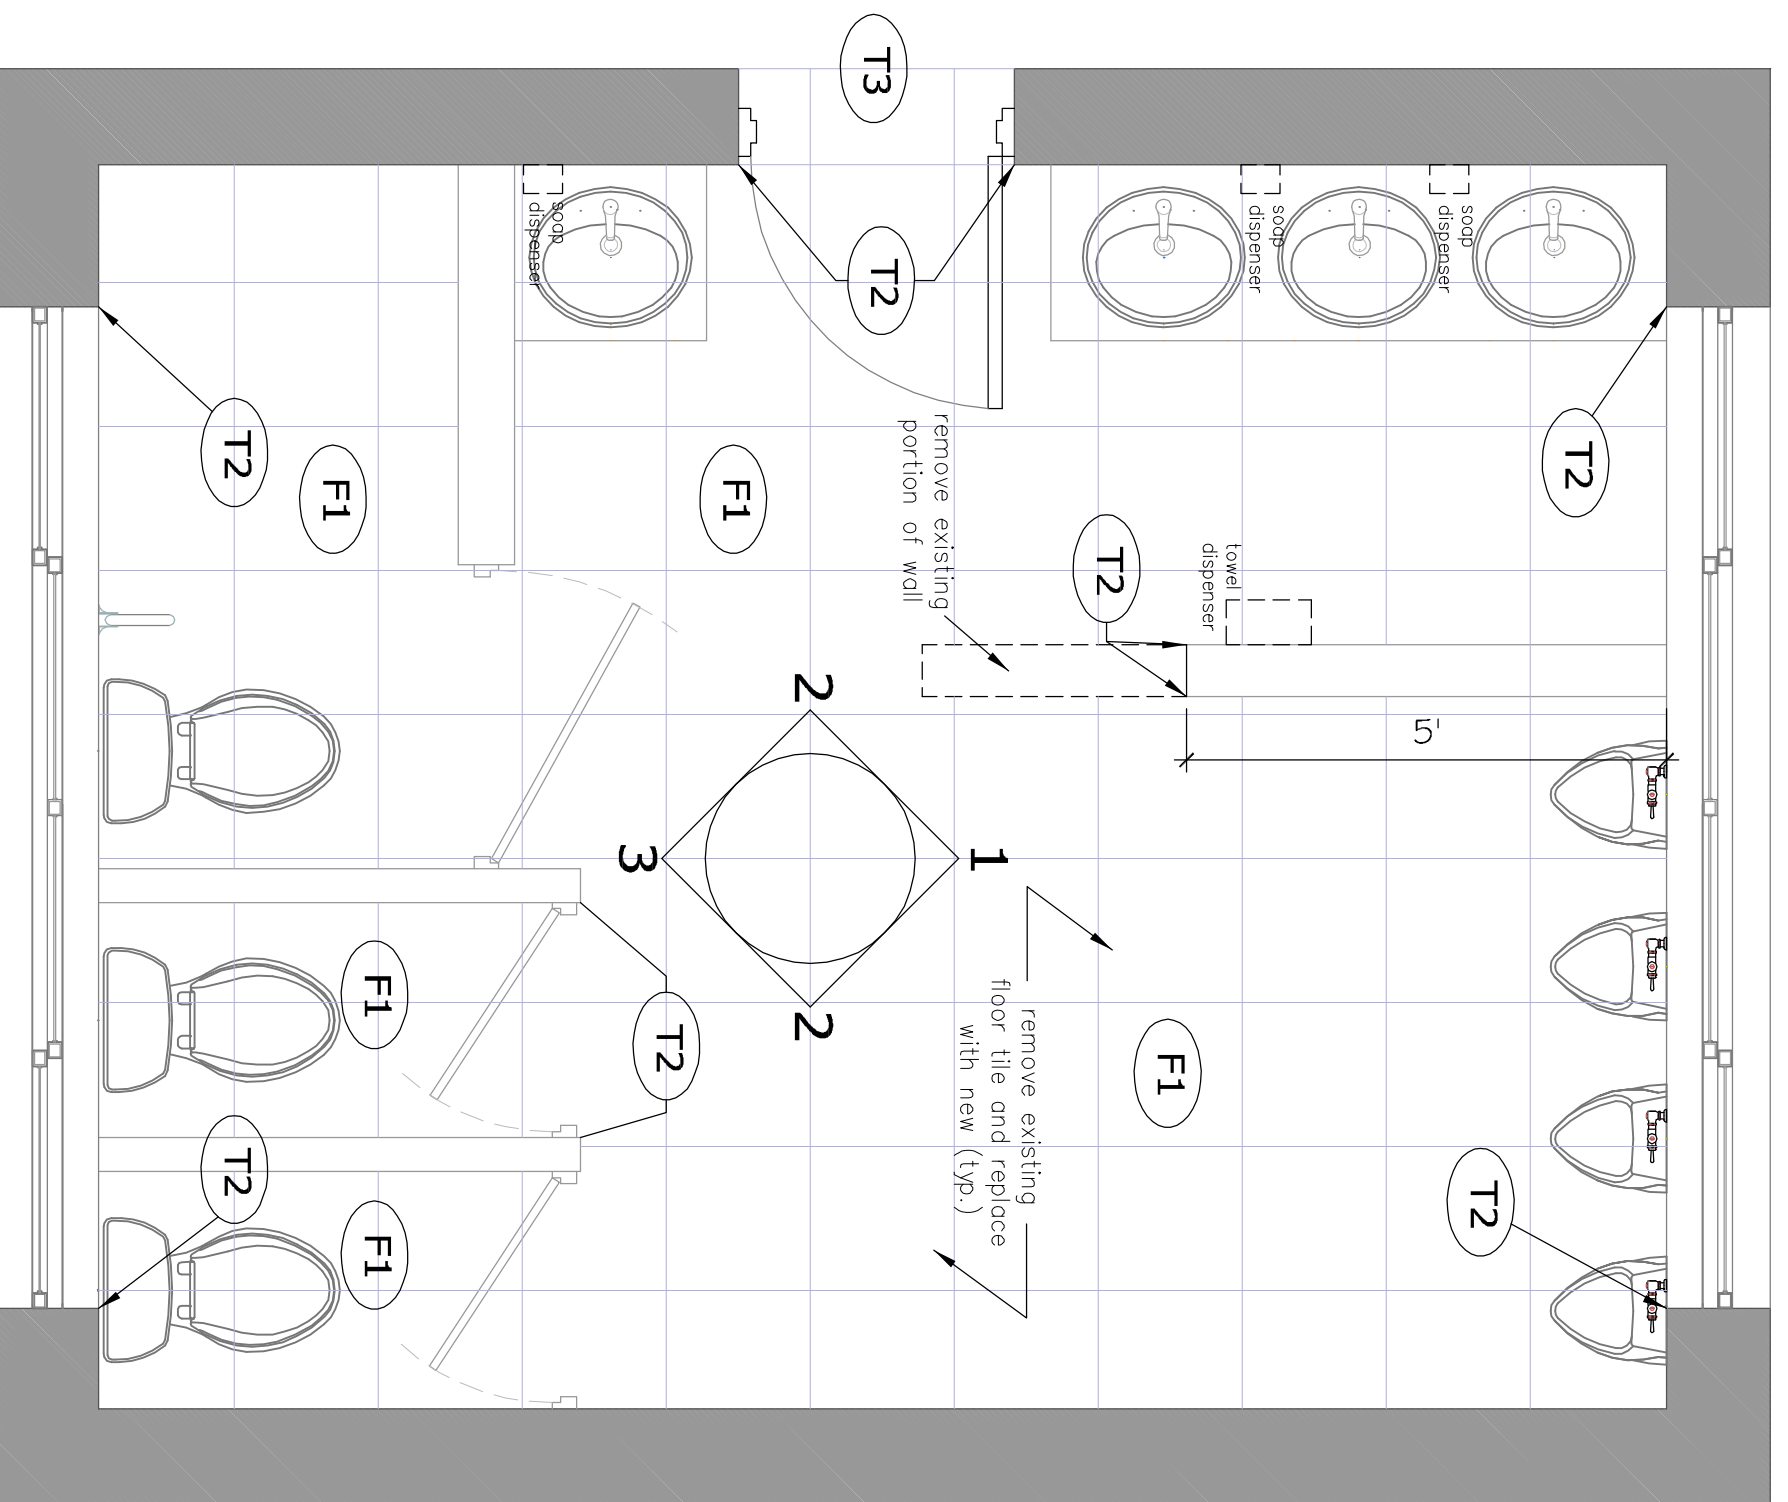 T3
T2
soap
dispenser
soap
dispenser
soap
dispenser
T2
T2
F1
F1
remove existing
portion of wall
T2
towel
dispenser
5'
2
1
3
2
remove existing
floor tile and replace
with new (typ.)
F1
F1
T2
T2
F1
T2